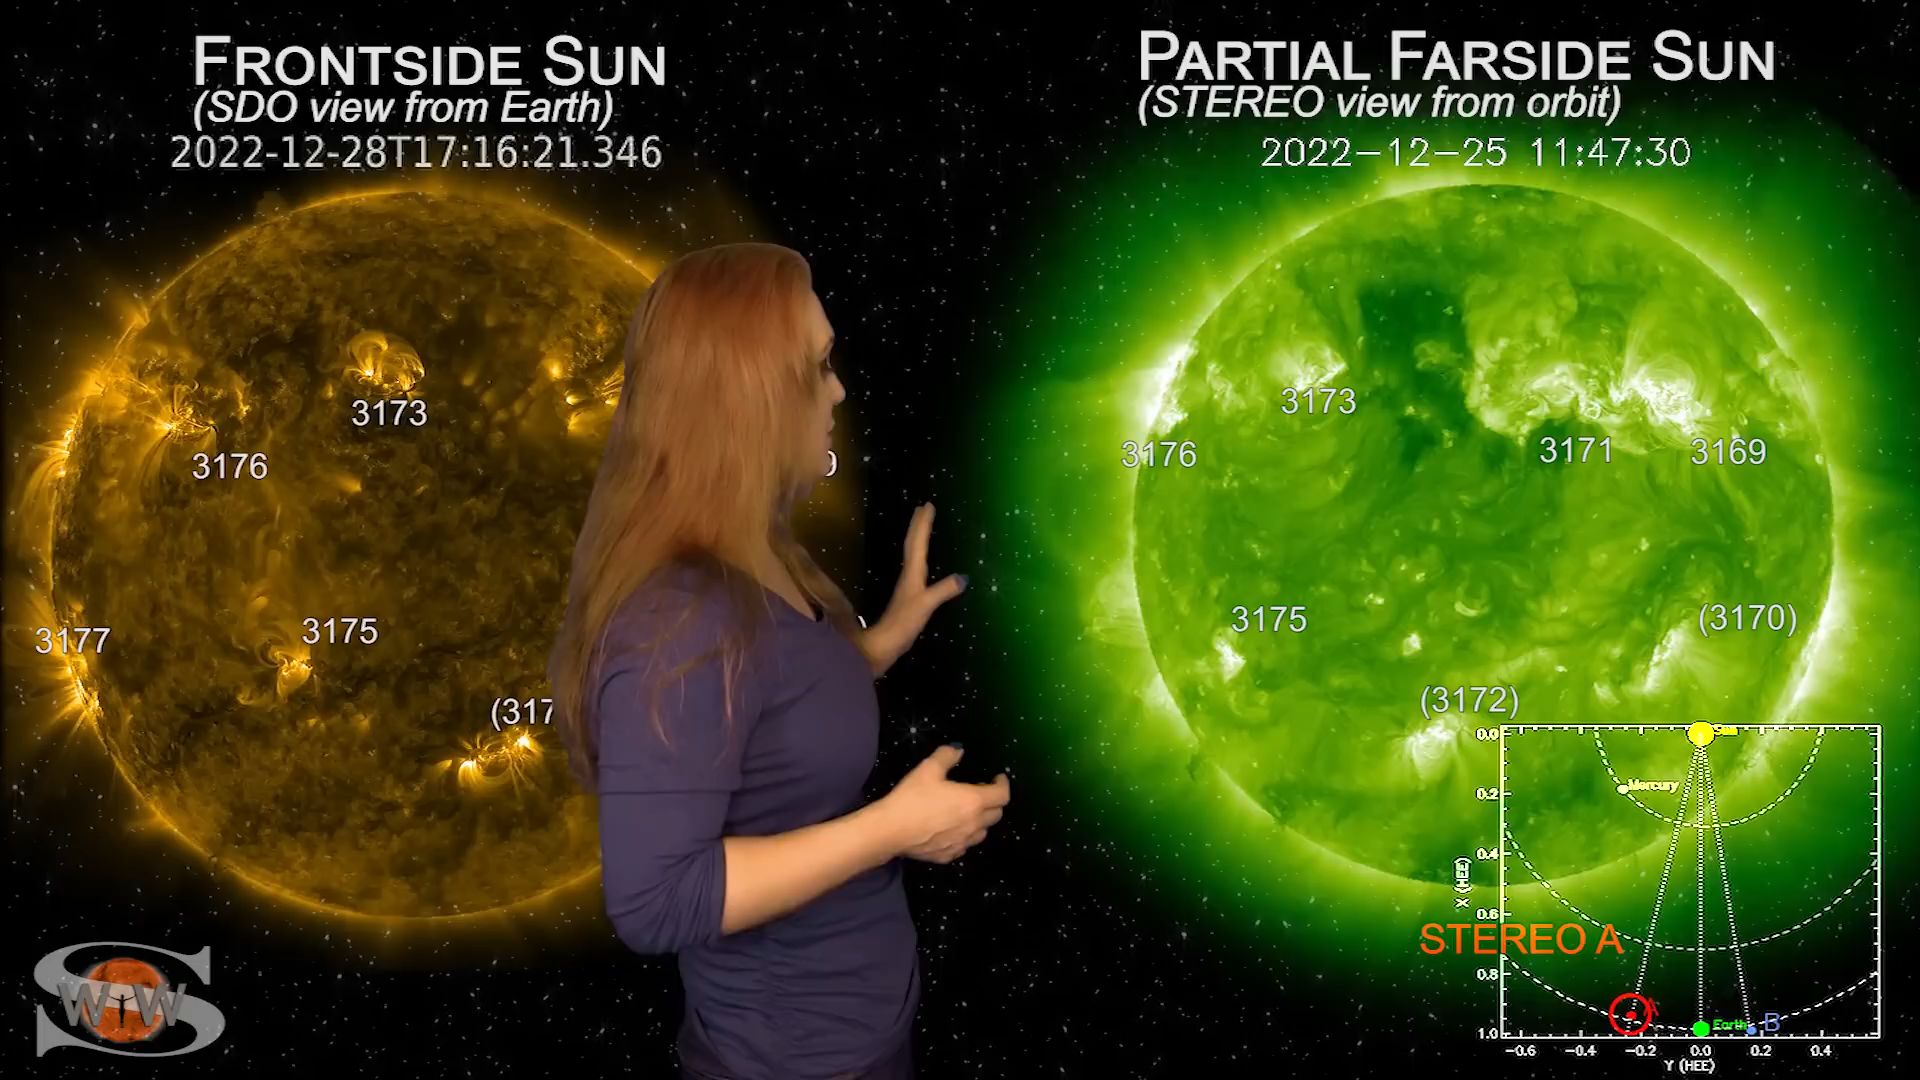 FRONTSIDE SUN
(SDO view from Earth)
2022-12-28T17:16:21.346
3173
3176
3177
3175
(317
9
PARTIAL FARSIDE SUN
(STEREO view from orbit)
2022-12-25 11:47:30
3173
3176
3171
3169
3175
(3170)
(3172)
STEREO A
Sun
Mercury
A
Earth
B
0.0
0.2
0.4
0.6
0.8
1.0
X (HEE)
-0.6 -0.4 -0.2 0.0 0.2 0.4
Y (HEE)
SWW